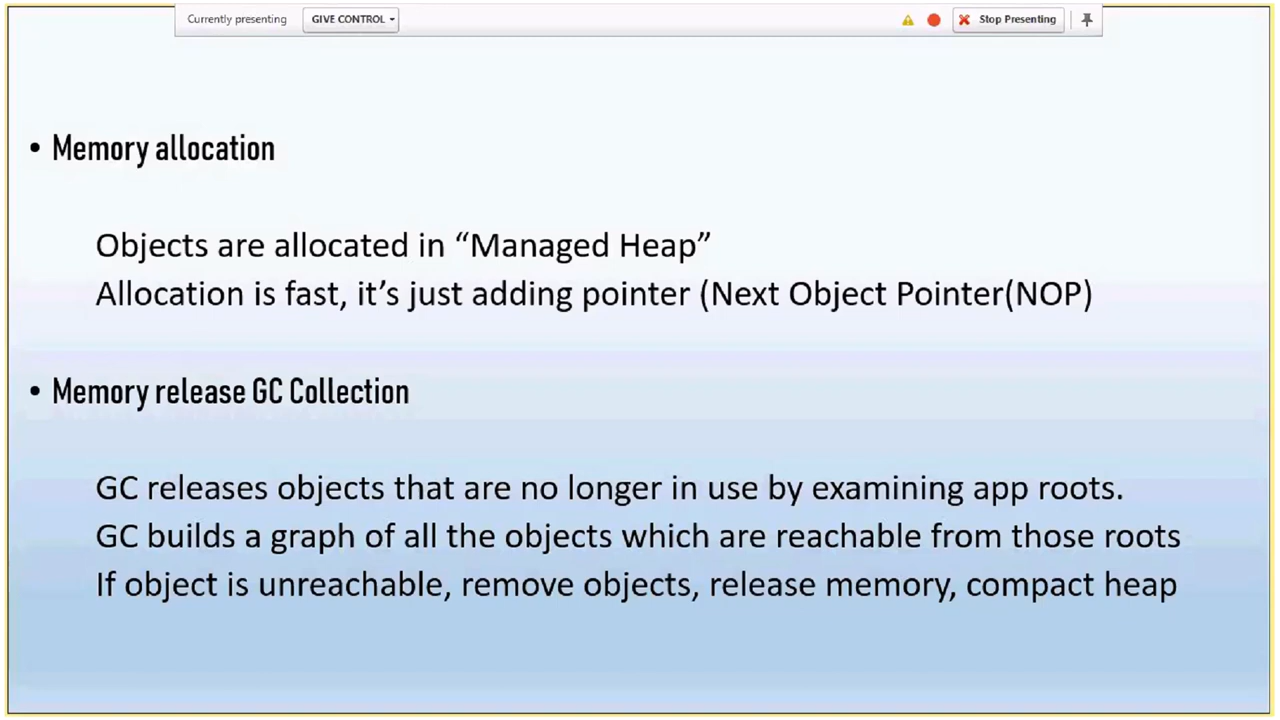 Currently presenting GIVE CONTROL Stop Presenting
• Memory allocation
Objects are allocated in “Managed Heap”
Allocation is fast, it’s just adding pointer (Next Object Pointer(NOP)
• Memory release GC Collection
GC releases objects that are no longer in use by examining app roots.
GC builds a graph of all the objects which are reachable from those roots
If object is unreachable, remove objects, release memory, compact heap